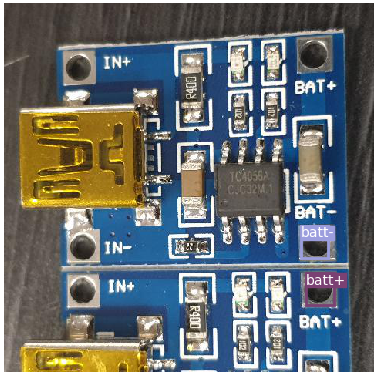 IN+
R400
BAT+
TC4056A
BAT-
batt-
IN-
batt+
IN+
R400
BAT+